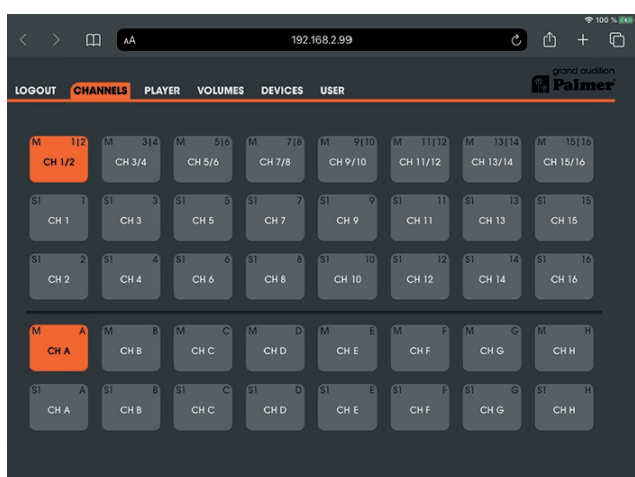 100 %
AA 192.168.2.99
grand audition
Palmer
LOGOUT CHANNELS PLAYER VOLUMES DEVICES USER
M 1|2 M 3|4 M 5|6 M 7|8 M 9|10 M 11|12 M 13|14 M 15|16
CH 1/2 CH 3/4 CH 5/6 CH 7/8 CH 9/10 CH 11/12 CH 13/14 CH 15/16
S1 1 S1 3 S1 5 S1 7 S1 9 S1 11 S1 13 S1 15
CH 1 CH 3 CH 5 CH 7 CH 9 CH 11 CH 13 CH 15
S1 2 S1 4 S1 6 S1 8 S1 10 S1 12 S1 14 S1 16
CH 2 CH 4 CH 6 CH 8 CH 10 CH 12 CH 14 CH 16
M A M B M C M D M E M F M G M H
CH A CH B CH C CH D CH E CH F CH G CH H
S1 A S1 B S1 C S1 D S1 E S1 F S1 G S1 H
CH A CH B CH C CH D CH E CH F CH G CH H